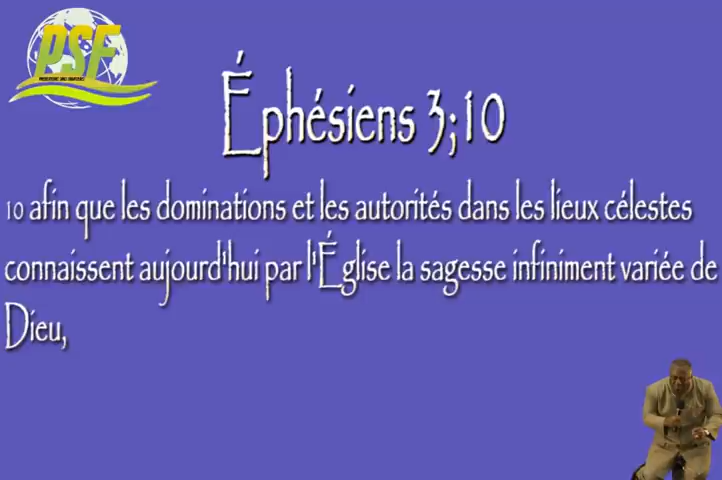 PSF
Éphésiens 3;10
10 afin que les dominations et les autorités dans les lieux célestes
connaissent aujourd'hui par l'Église la sagesse infiniment variée de
Dieu,